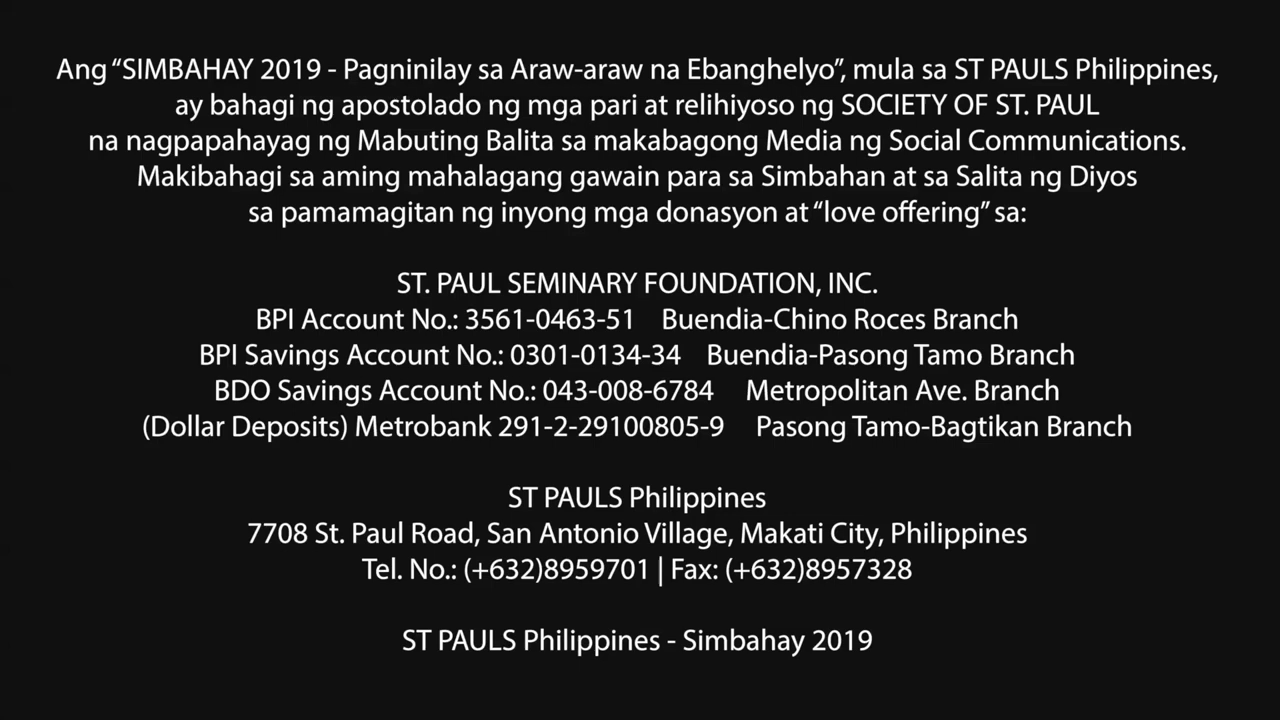 Ang “SIMBAHAY 2019 - Pagninilay sa Araw-araw na Ebanghelyo”, mula sa ST PAULS Philippines,
ay bahagi ng apostolado ng mga pari at relihiyoso ng SOCIETY OF ST. PAUL
na nagpapahayag ng Mabuting Balita sa makabagong Media ng Social Communications.
Makibahagi sa aming mahalagang gawain para sa Simbahan at sa Salita ng Diyos
sa pamamagitan ng inyong mga donasyon at “love offering” sa:
ST. PAUL SEMINARY FOUNDATION, INC.
BPI Account No.: 3561-0463-51 Buendia-Chino Roces Branch
BPI Savings Account No.: 0301-0134-34 Buendia-Pasong Tamo Branch
BDO Savings Account No.: 043-008-6784 Metropolitan Ave. Branch
(Dollar Deposits) Metrobank 291-2-29100805-9 Pasong Tamo-Bagtikan Branch
ST PAULS Philippines
7708 St. Paul Road, San Antonio Village, Makati City, Philippines
Tel. No.: (+632)8959701 | Fax: (+632)8957328
ST PAULS Philippines - Simbahay 2019